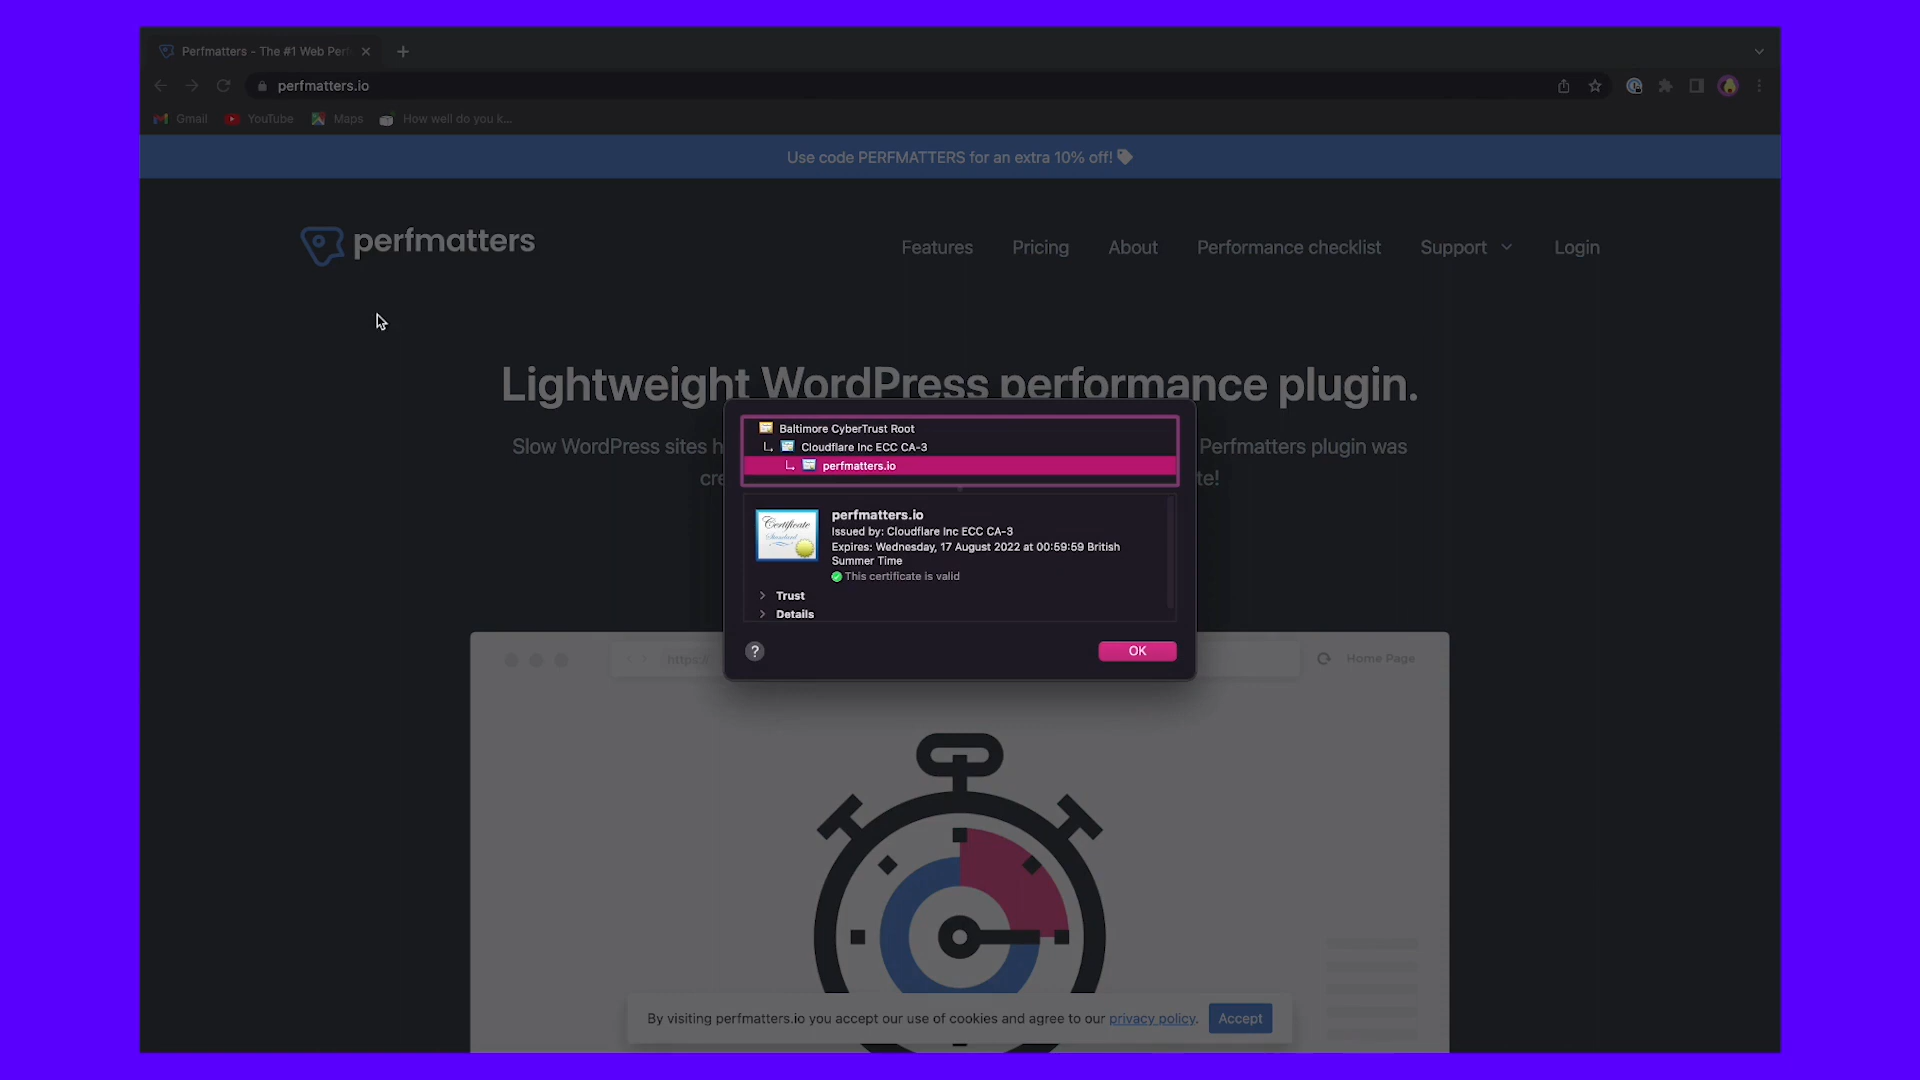 Perfmatters - The #1 Web Perf
perfmatters.io
Gmail
YouTube
Maps
How well do you k...
Use code PERFMATTERS for an extra 10% off!
perfmatters
Features
Pricing
About
Performance checklist
Support
Login
Lightweight WordPress performance plugin.
Slow WordPress sites
Perfmatters plugin was
Baltimore CyberTrust Root
Cloudflare Inc ECC CA-3
perfmatters.io
Certificate
Standard
perfmatters.io
Issued by: Cloudflare Inc ECC CA-3
Expires: Wednesday, 17 August 2022 at 00:59:59 British
Summer Time
This certificate is valid
Trust
Details
?
OK
https://
Home Page
By visiting perfmatters.io you accept our use of cookies and agree to our privacy policy.
Accept